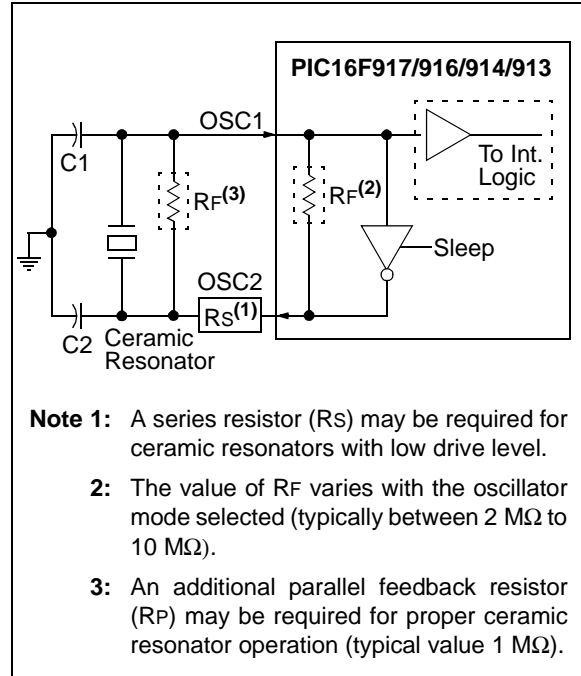 PIC16F917/916/914/913
OSC1
C1
To Int.
Logic
RF(3)
RF(2)
Sleep
OSC2
RS(1)
C2
Ceramic
Resonator
Note 1: A series resistor (RS) may be required for
ceramic resonators with low drive level.
2: The value of RF varies with the oscillator
mode selected (typically between 2 MΩ to
10 MΩ).
3: An additional parallel feedback resistor
(RP) may be required for proper ceramic
resonator operation (typical value 1 MΩ).